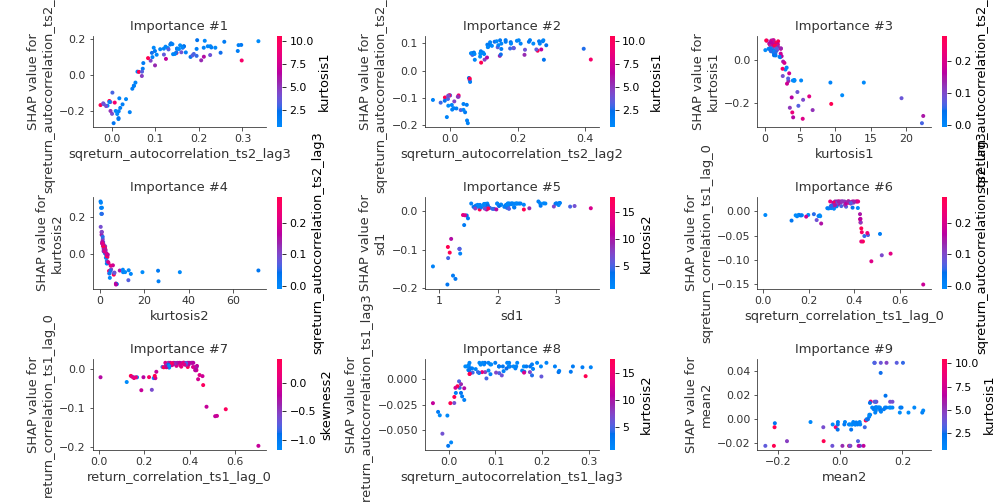 Importance #1
0.2
0.0
−0.2
0.0
0.1
0.2
0.3
sqreturn_autocorrelation_ts2_lag3
SHAP value for
sqreturn_autocorrelation_ts2_
10.0
7.5
5.0
2.5
kurtosis1
Importance #2
0.1
0.0
−0.1
−0.2
0.0
0.2
0.4
sqreturn_autocorrelation_ts2_lag2
SHAP value for
sqreturn_autocorrelation_ts2_
10.0
7.5
5.0
2.5
kurtosis1
Importance #3
0.0
−0.2
0
5
10
15
20
kurtosis1
SHAP value for
kurtosis1
0.2
0.1
0.0
sqreturn_autocorrelation_ts2_
Importance #4
0.2
0.0
0
20
40
60
kurtosis2
SHAP value for
kurtosis2
0.2
0.1
0.0
sqreturn_autocorrelation_ts2_lag3
Importance #5
0.0
−0.1
−0.2
1
2
3
sd1
SHAP value for
sd1
15
10
5
kurtosis2
Importance #6
0.00
−0.05
−0.10
−0.15
0.0
0.2
0.4
0.6
sqreturn_correlation_ts1_lag_0
SHAP value for
sqreturn_correlation_ts1_lag_0
0.2
0.1
0.0
Importance #7
0.0
−0.1
−0.2
0.0
0.2
0.4
0.6
return_correlation_ts1_lag_0
SHAP value for
return_correlation_ts1_lag_0
0.0
−0.5
−1.0
skewness2
Importance #8
0.000
−0.025
−0.050
0.0
0.1
0.2
0.3
sqreturn_autocorrelation_ts1_lag3
SHAP value for
sqreturn_autocorrelation_ts1_lag3
15
10
5
kurtosis2
Importance #9
0.04
0.02
0.00
−0.02
−0.2
0.0
0.2
mean2
SHAP value for
mean2
10.0
7.5
5.0
2.5
kurtosis1